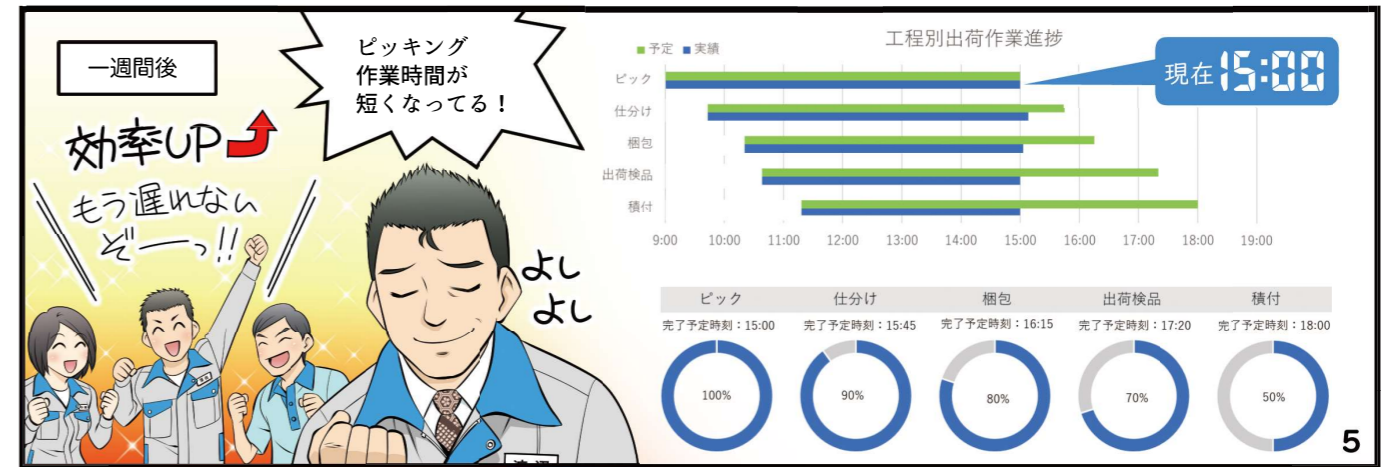 一週間後
ピッキング
作業時間が
短くなってる！
効率UP
もう遅れない
ぞーっ!!
よし
よし
工程別出荷作業進捗
予定 実績
現在 15:00
ピック
仕分け
梱包
出荷検品
積付
9:00 10:00 11:00 12:00 13:00 14:00 15:00 16:00 17:00 18:00 19:00
ピック 仕分け 梱包 出荷検品 積付
完了予定時刻：15:00 完了予定時刻：15:45 完了予定時刻：16:15 完了予定時刻：17:20 完了予定時刻：18:00
100% 90% 80% 70% 50%
5